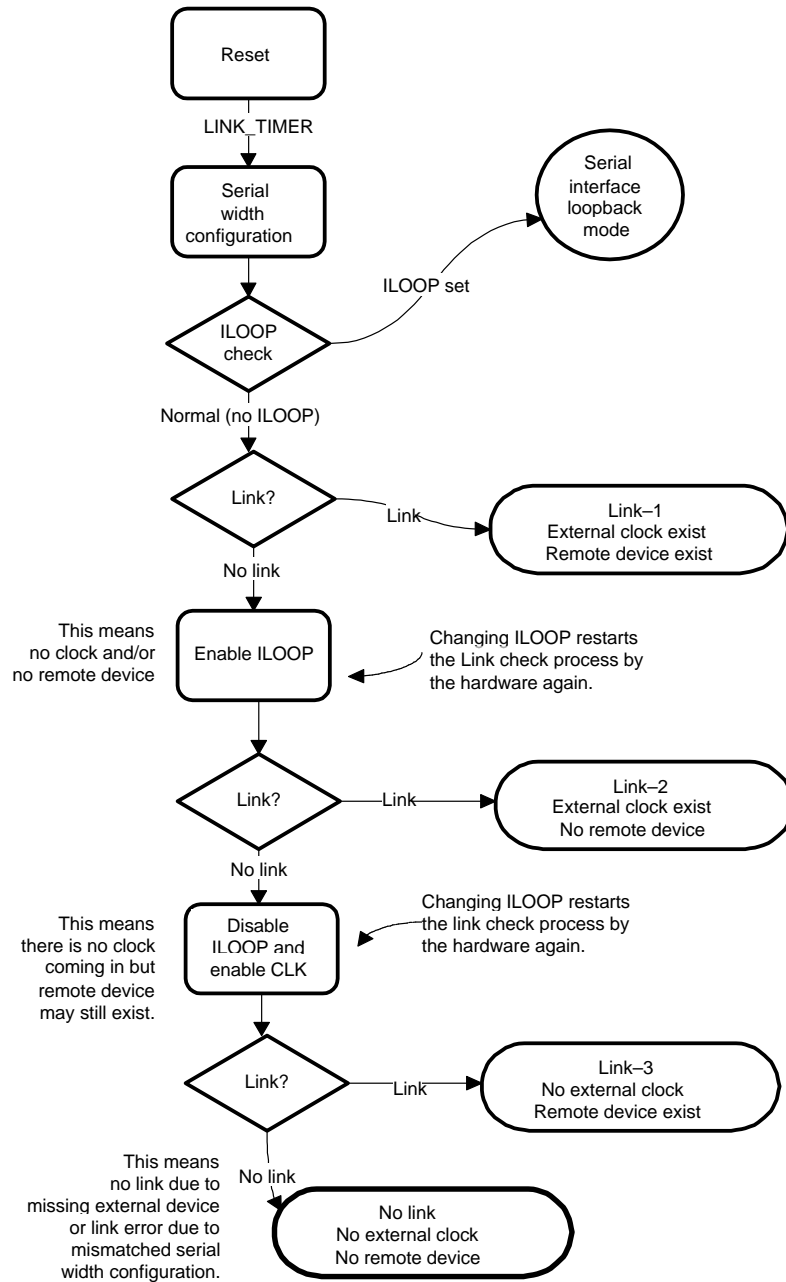 Reset
LINK_TIMER
Serial
width
configuration
Serial
interface
loopback
mode
ILOOP set
ILOOP
check
Normal (no ILOOP)
Link?
Link
Link–1
External clock exist
Remote device exist
No link
This means
no clock and/or
no remote device
Enable ILOOP
Changing ILOOP restarts
the Link check process by
the hardware again.
Link?
Link
Link–2
External clock exist
No remote device
No link
This means
there is no clock
coming in but
remote device
may still exist.
Disable
ILOOP and
enable CLK
Changing ILOOP restarts
the link check process by
the hardware again.
Link?
Link
Link–3
No external clock
Remote device exist
This means
no link due to
missing external device
or link error due to
mismatched serial
width configuration.
No link
No link
No external clock
No remote device